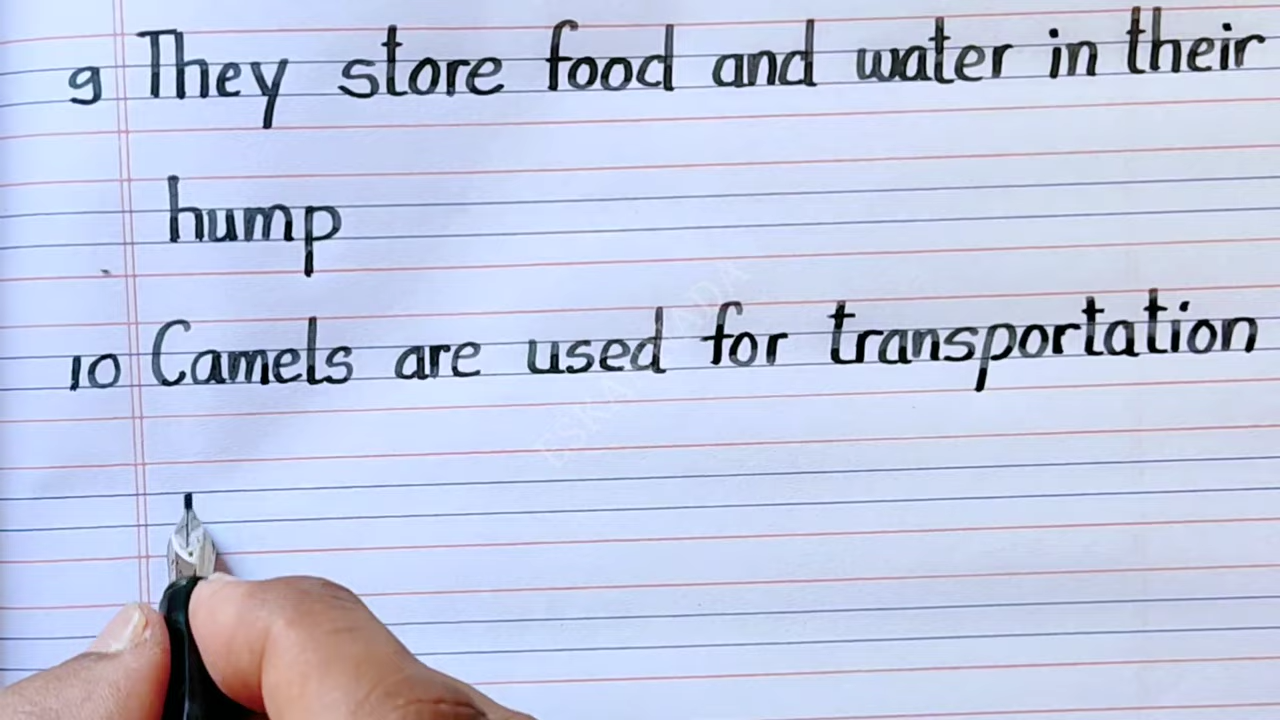 9 They store food and water in their
hump
10 Camels are used for transportation